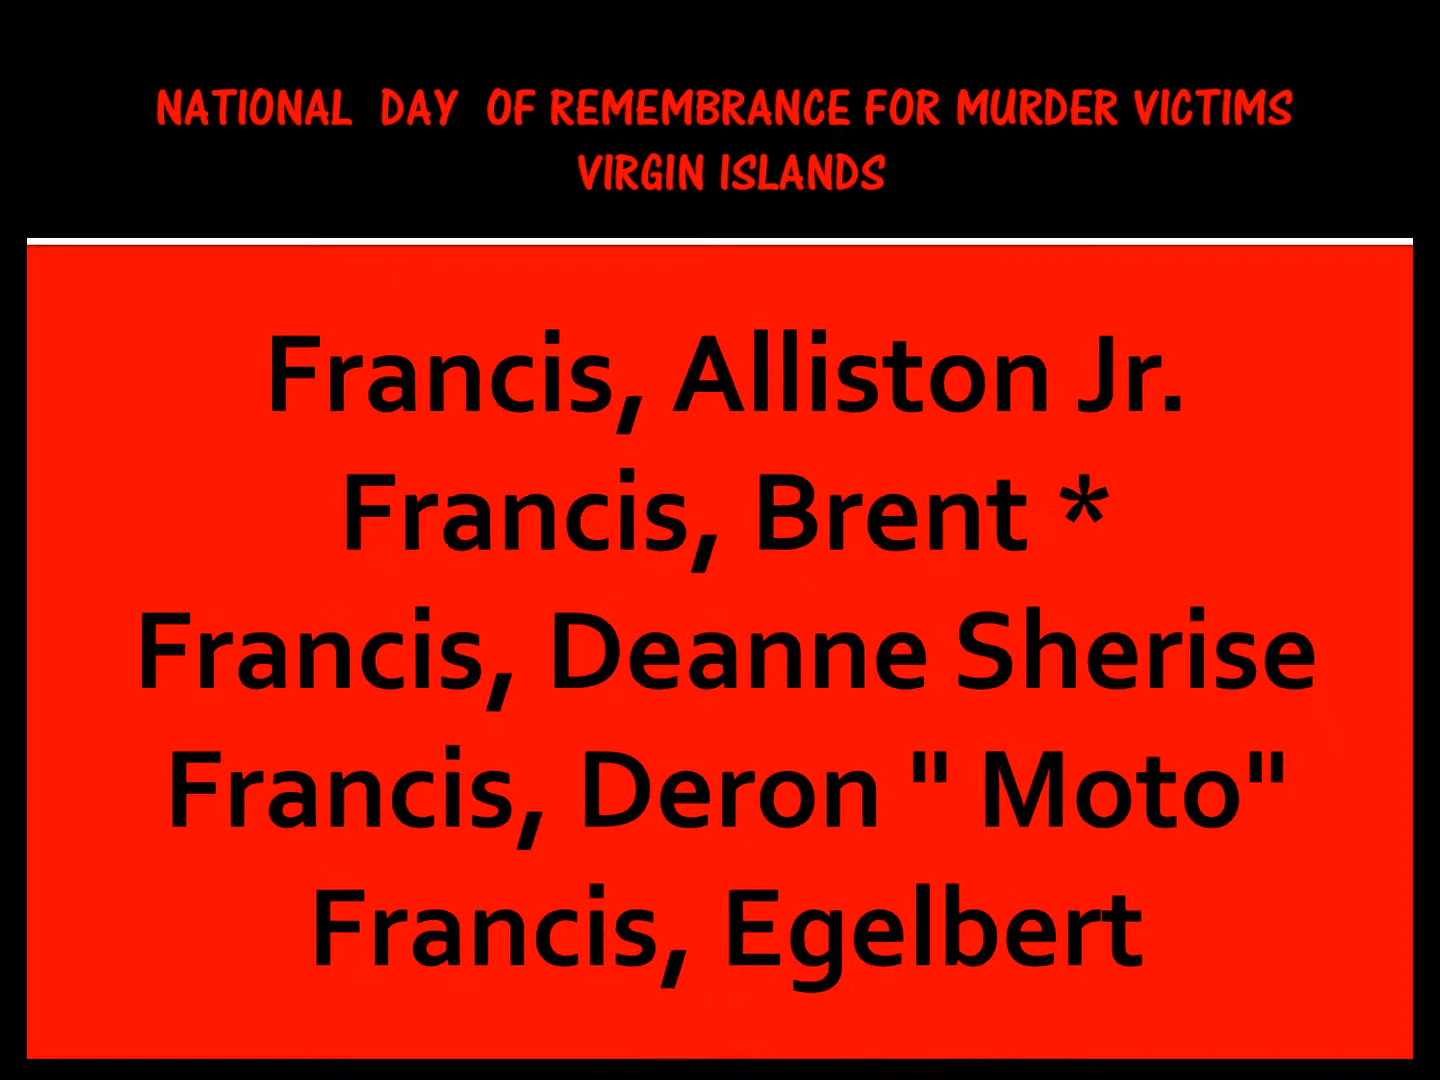 NATIONAL DAY OF REMEMBRANCE FOR MURDER VICTIMS
VIRGIN ISLANDS
Francis, Alliston Jr.
Francis, Brent *
Francis, Deanne Sherise
Francis, Deron " Moto"
Francis, Egelbert